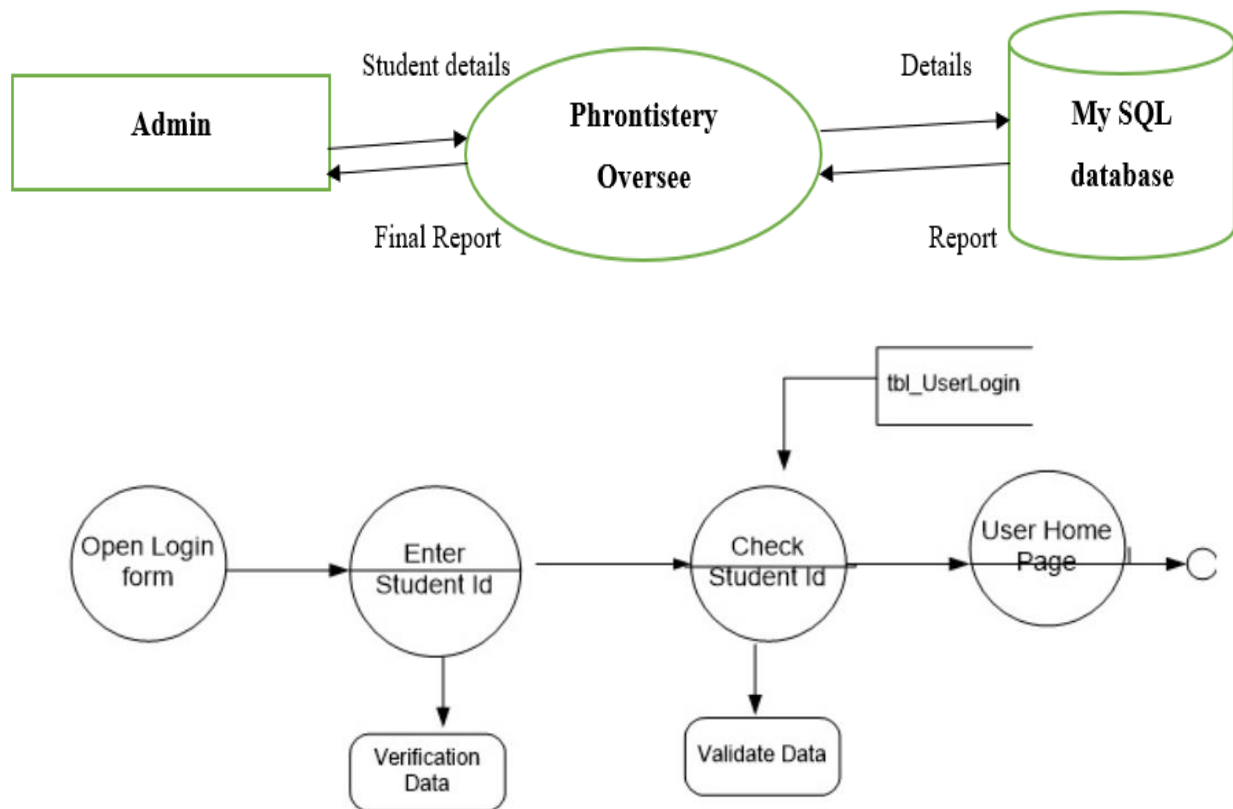 Student details
Details
Admin
Phrontistery
Oversee
My SQL
database
Final Report
Report
tbl_UserLogin
Open Login
form
Enter
Student Id
Check
Student Id
User Home
Page
Verification
Data
Validate Data